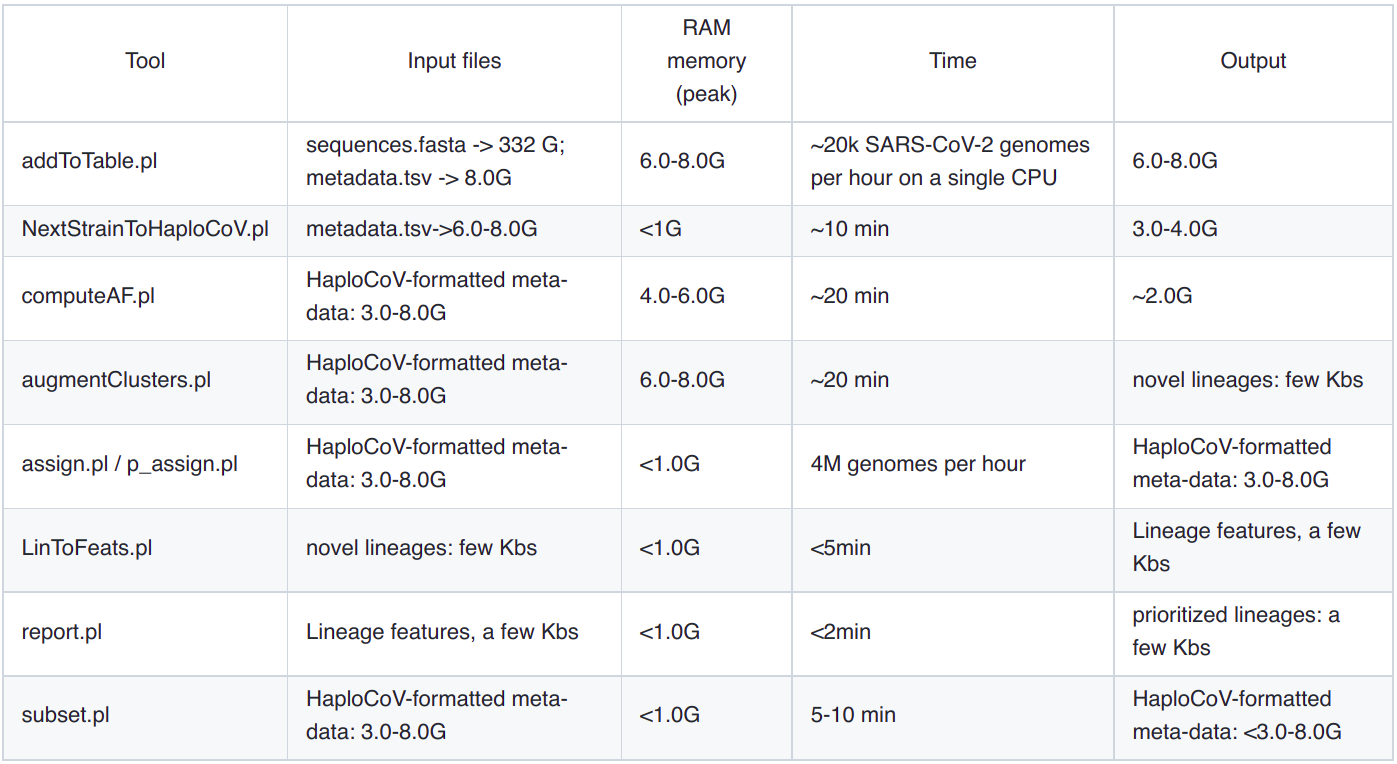 Tool
Input files
RAM
memory
(peak)
Time
Output
addToTable.pl
sequences.fasta -> 332 G;
metadata.tsv -> 8.0G
6.0-8.0G
~20k SARS-CoV-2 genomes
per hour on a single CPU
6.0-8.0G
NextStrainToHaploCoV.pl
metadata.tsv->6.0-8.0G
<1G
~10 min
3.0-4.0G
computeAF.pl
HaploCoV-formatted meta-
data: 3.0-8.0G
4.0-6.0G
~20 min
~2.0G
augmentClusters.pl
HaploCoV-formatted meta-
data: 3.0-8.0G
6.0-8.0G
~20 min
novel lineages: few Kbs
assign.pl / p_assign.pl
HaploCoV-formatted meta-
data: 3.0-8.0G
<1.0G
4M genomes per hour
HaploCoV-formatted
meta-data: 3.0-8.0G
LinToFeats.pl
novel lineages: few Kbs
<1.0G
<5min
Lineage features, a few
Kbs
report.pl
Lineage features, a few Kbs
<1.0G
<2min
prioritized lineages: a
few Kbs
subset.pl
HaploCoV-formatted meta-
data: 3.0-8.0G
<1.0G
5-10 min
HaploCoV-formatted
meta-data: <3.0-8.0G